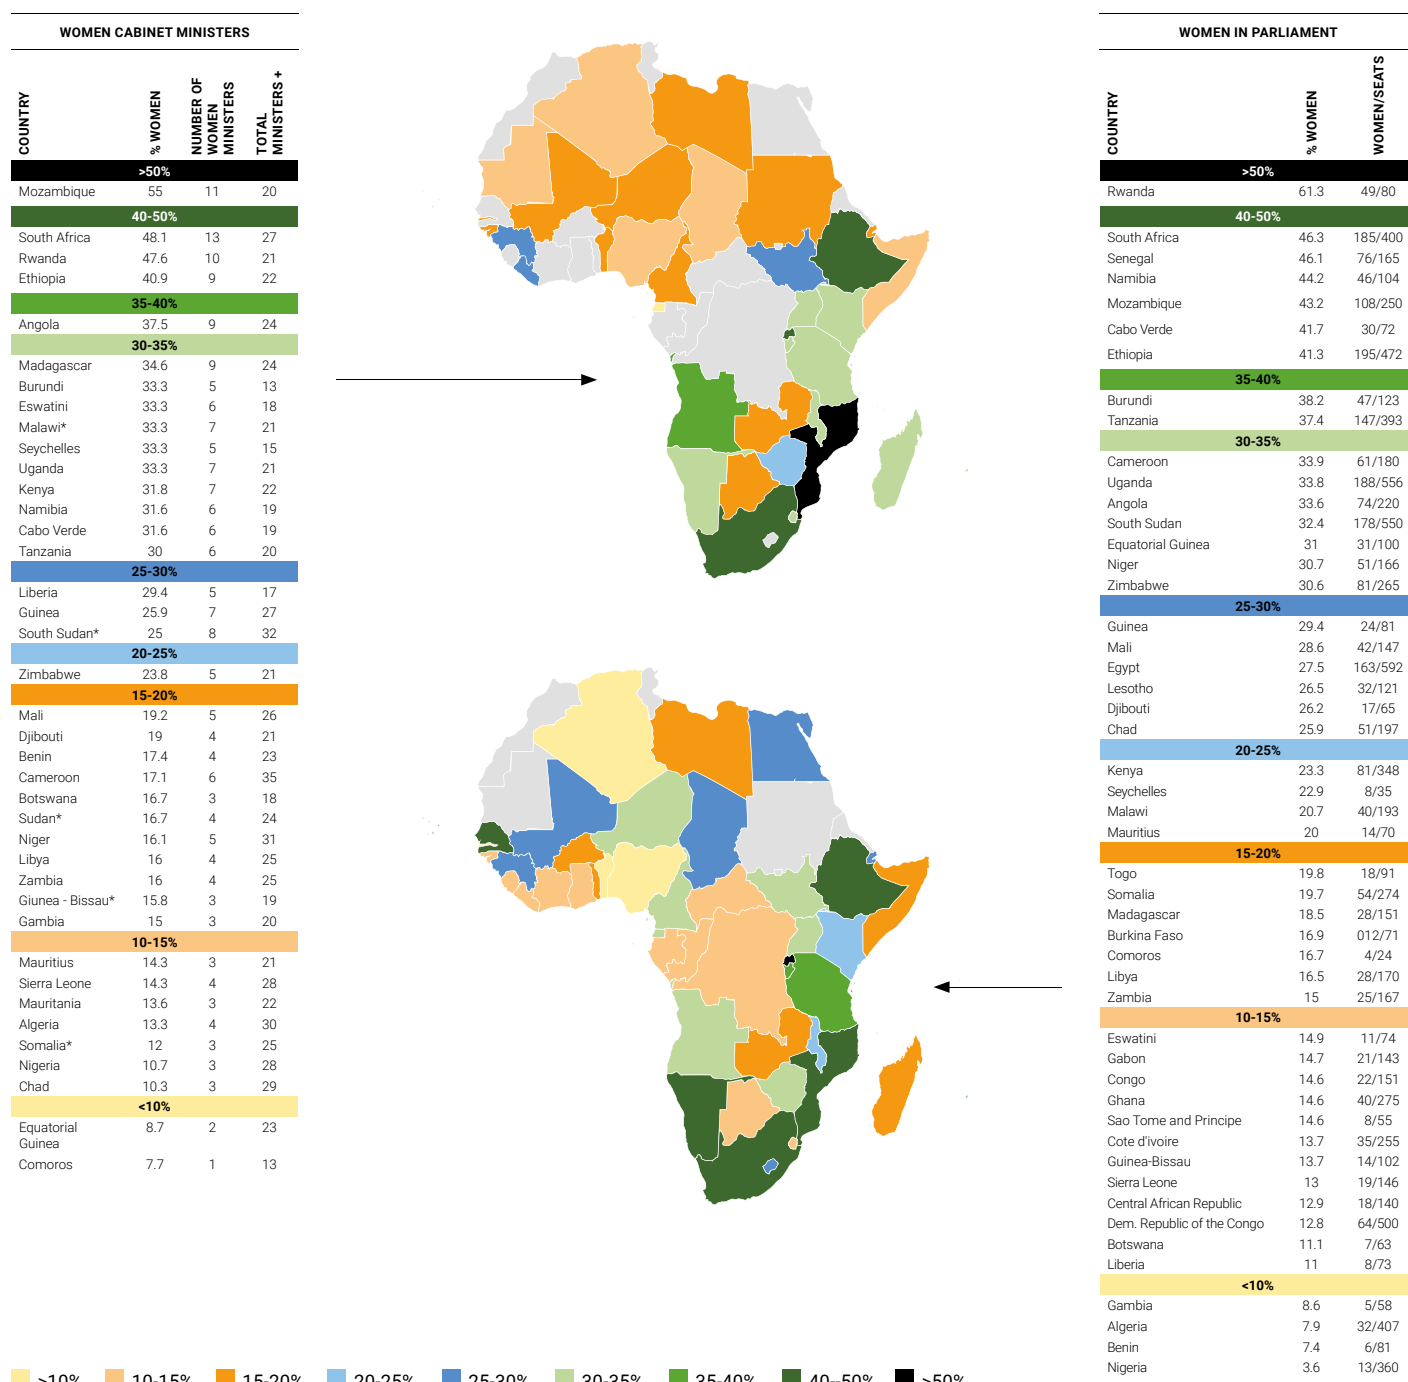 WOMEN CABINET MINISTERS
COUNTRY % WOMEN NUMBER OF WOMEN MINISTERS TOTAL MINISTERS +
>50%
Mozambique 55 11 20
40-50%
South Africa 48.1 13 27
Rwanda 47.6 10 21
Ethiopia 40.9 9 22
35-40%
Angola 37.5 9 24
30-35%
Madagascar 34.6 9 24
Burundi 33.3 5 13
Eswatini 33.3 6 18
Malawi* 33.3 7 21
Seychelles 33.3 5 15
Uganda 33.3 7 21
Kenya 31.8 7 22
Namibia 31.6 6 19
Cabo Verde 31.6 6 19
Tanzania 30 6 20
25-30%
Liberia 29.4 5 17
Guinea 25.9 7 27
South Sudan* 25 8 32
20-25%
Zimbabwe 23.8 5 21
15-20%
Mali 19.2 5 26
Djibouti 19 4 21
Benin 17.4 4 23
Cameroon 17.1 6 35
Botswana 16.7 3 18
Sudan* 16.7 4 24
Niger 16.1 5 31
Libya 16 4 25
Zambia 16 4 25
Giunea - Bissau* 15.8 3 19
Gambia 15 3 20
10-15%
Mauritius 14.3 3 21
Sierra Leone 14.3 4 28
Mauritania 13.6 3 22
Algeria 13.3 4 30
Somalia* 12 3 25
Nigeria 10.7 3 28
Chad 10.3 3 29
<10%
Equatorial 8.7 2 23
Guinea
Comoros 7.7 1 13
WOMEN IN PARLIAMENT
COUNTRY % WOMEN WOMEN/SEATS
>50%
Rwanda 61.3 49/80
40-50%
South Africa 46.3 185/400
Senegal 46.1 76/165
Namibia 44.2 46/104
Mozambique 43.2 108/250
Cabo Verde 41.7 30/72
Ethiopia 41.3 195/472
35-40%
Burundi 38.2 47/123
Tanzania 37.4 147/393
30-35%
Cameroon 33.9 61/180
Uganda 33.8 188/556
Angola 33.6 74/220
South Sudan 32.4 178/550
Equatorial Guinea 31 31/100
Niger 30.7 51/166
Zimbabwe 30.6 81/265
25-30%
Guinea 29.4 24/81
Mali 28.6 42/147
Egypt 27.5 163/592
Lesotho 26.5 32/121
Djibouti 26.2 17/65
Chad 25.9 51/197
20-25%
Kenya 23.3 81/348
Seychelles 22.9 8/35
Malawi 20.7 40/193
Mauritius 20 14/70
15-20%
Togo 19.8 18/91
Somalia 19.7 54/274
Madagascar 18.5 28/151
Burkina Faso 16.9 012/71
Comoros 16.7 4/24
Libya 16.5 28/170
Zambia 15 25/167
10-15%
Eswatini 14.9 11/74
Gabon 14.7 21/143
Congo 14.6 22/151
Ghana 14.6 40/275
Sao Tome and Principe 14.6 8/55
Cote d'ivoire 13.7 35/255
Guinea-Bissau 13.7 14/102
Sierra Leone 13 19/146
Central African Republic 12.9 18/140
Dem. Republic of the Congo 12.8 64/500
Botswana 11.1 7/63
Liberia 11 8/73
<10%
Gambia 8.6 5/58
Algeria 7.9 32/407
Benin 7.4 6/81
Nigeria 3.6 13/360
>10% 10-15% 15-20% 20-25% 25-30% 30-35% 35-40% 40--50% >50%